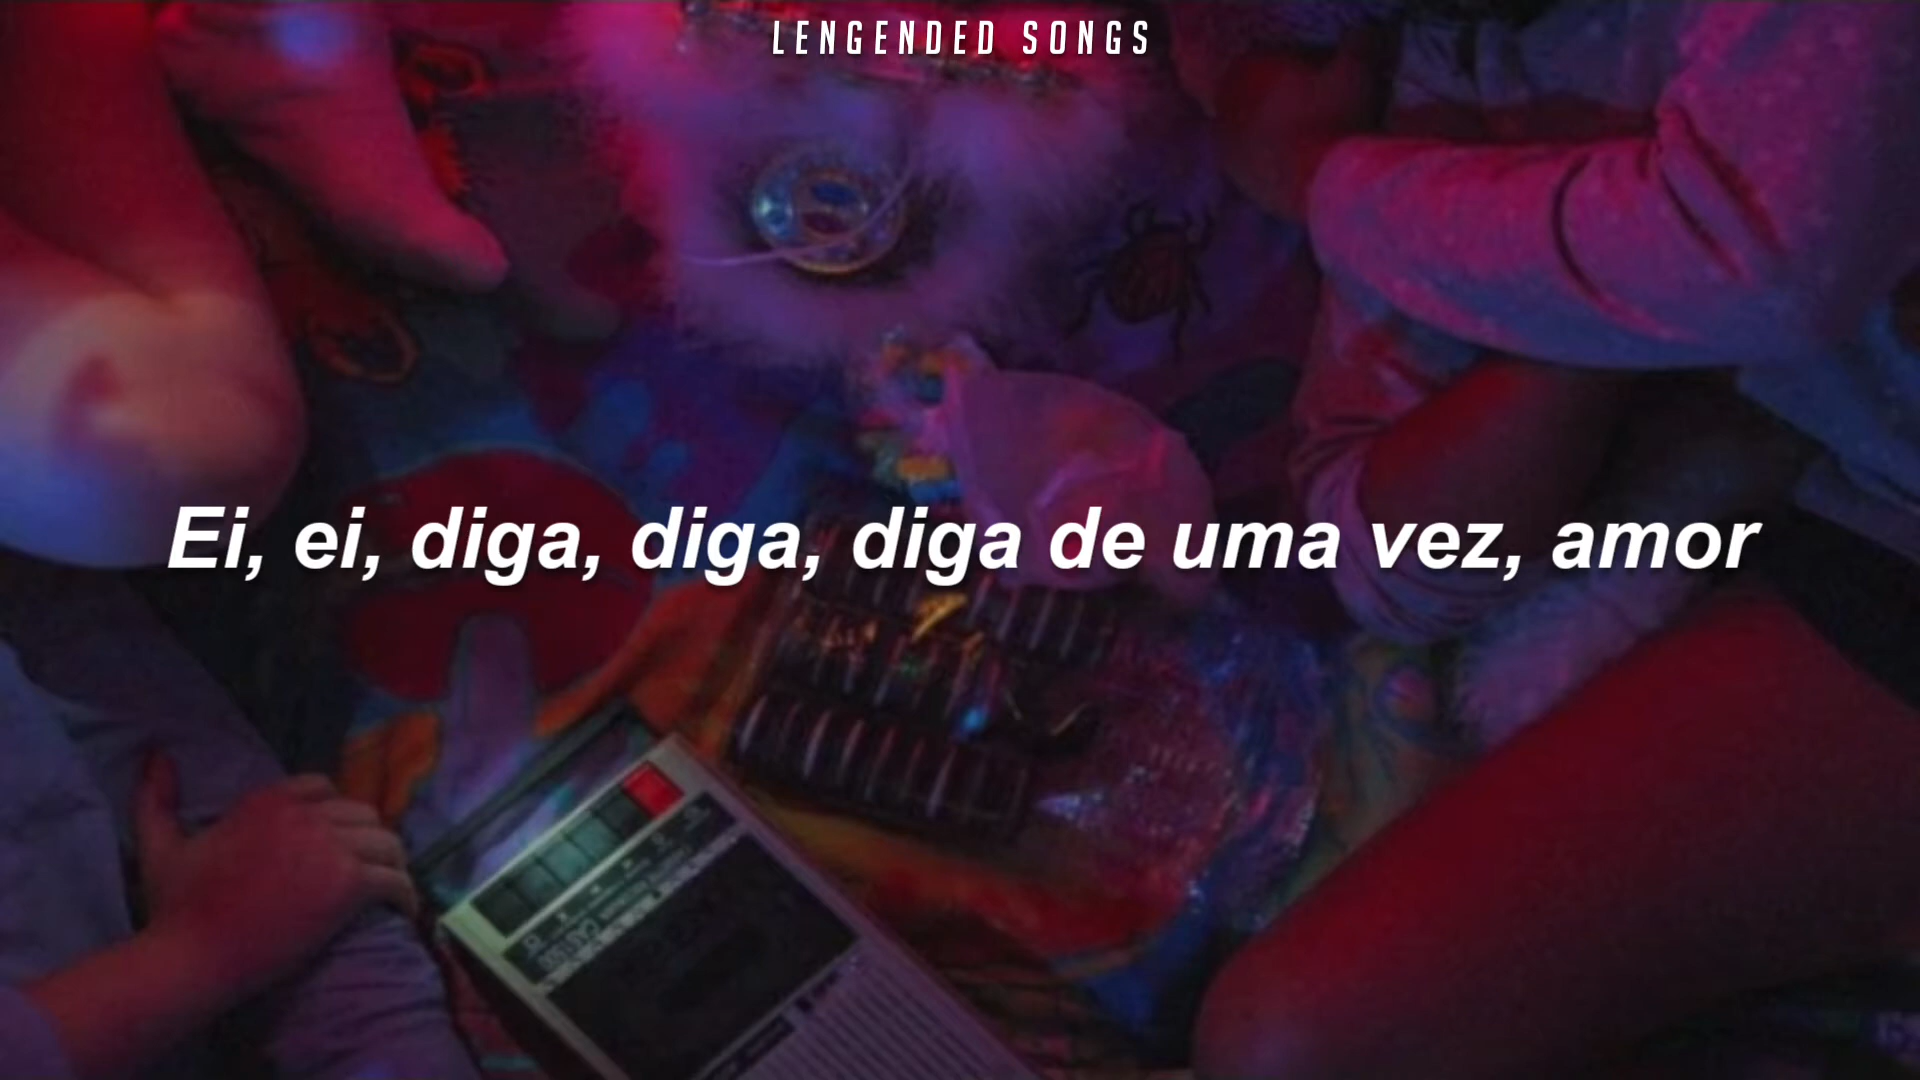 LENGENDED SONGS
Ei, ei, diga, diga, diga de uma vez, amor